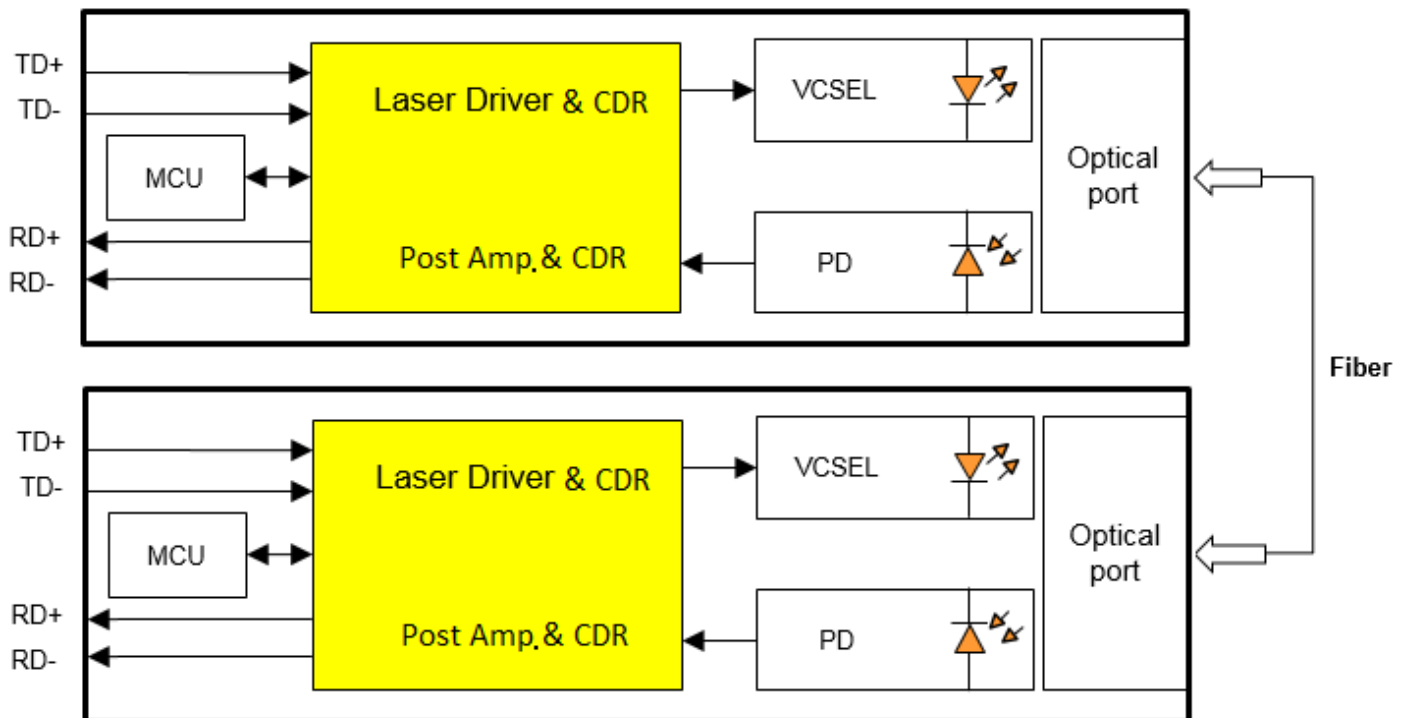 TD+
TD-
Laser Driver & CDR
VCSEL
MCU
Optical
port
RD+
RD-
Post Amp. & CDR
PD
Fiber
TD+
TD-
Laser Driver & CDR
VCSEL
MCU
Optical
port
RD+
RD-
Post Amp. & CDR
PD